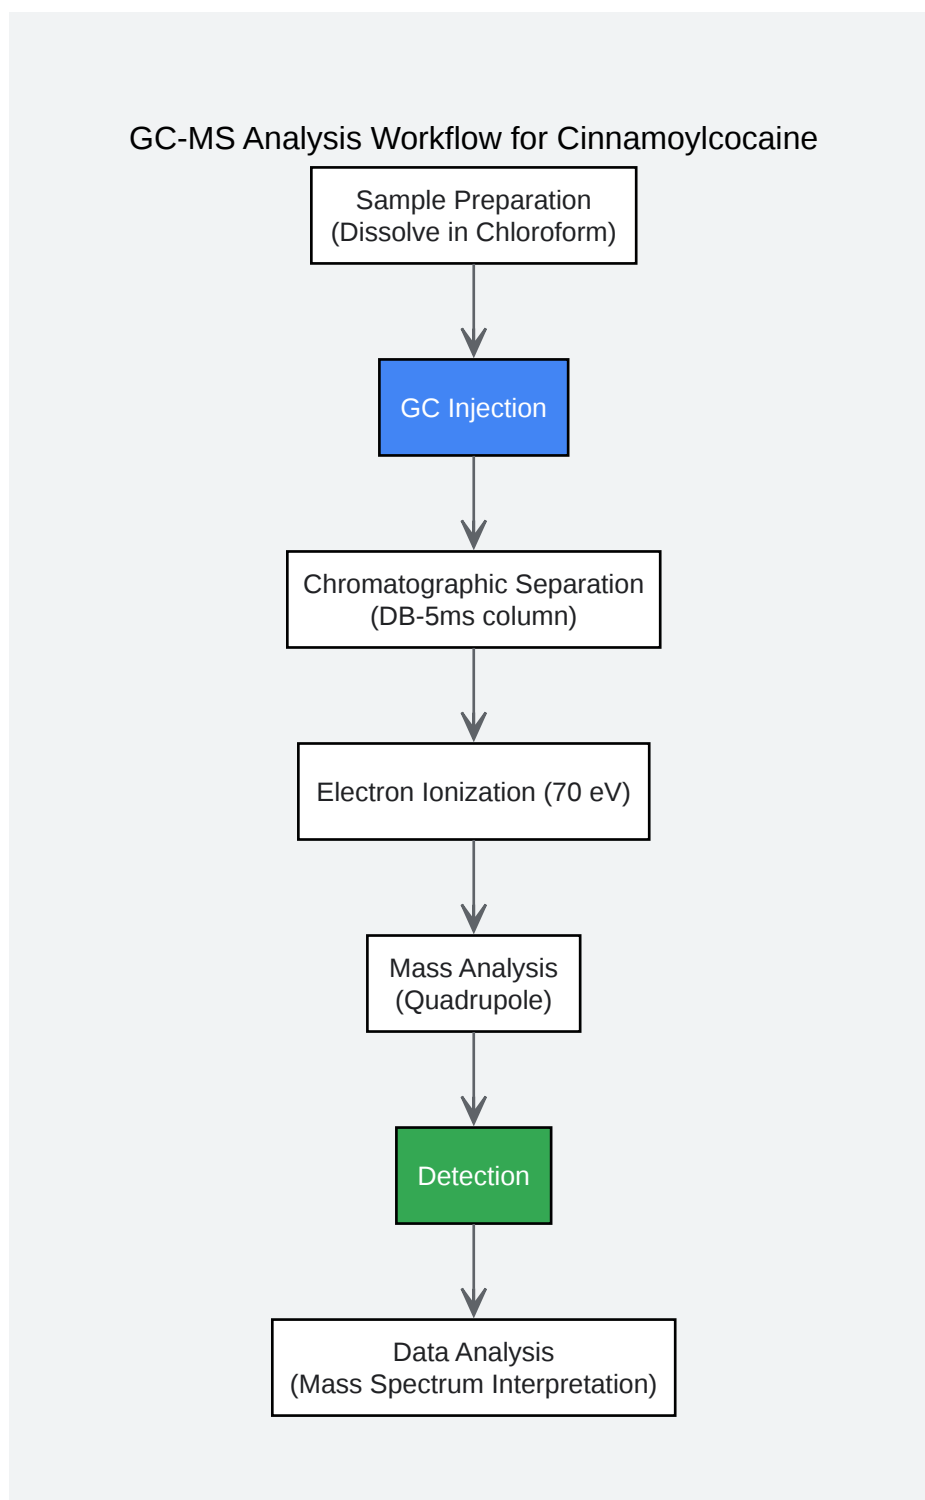 GC-MS Analysis Workflow for Cinnamoylcocaine
Sample Preparation
(Dissolve in Chloroform)
GC Injection
Chromatographic Separation
(DB-5ms column)
Electron Ionization (70 eV)
Mass Analysis
(Quadrupole)
Detection
Data Analysis
(Mass Spectrum Interpretation)